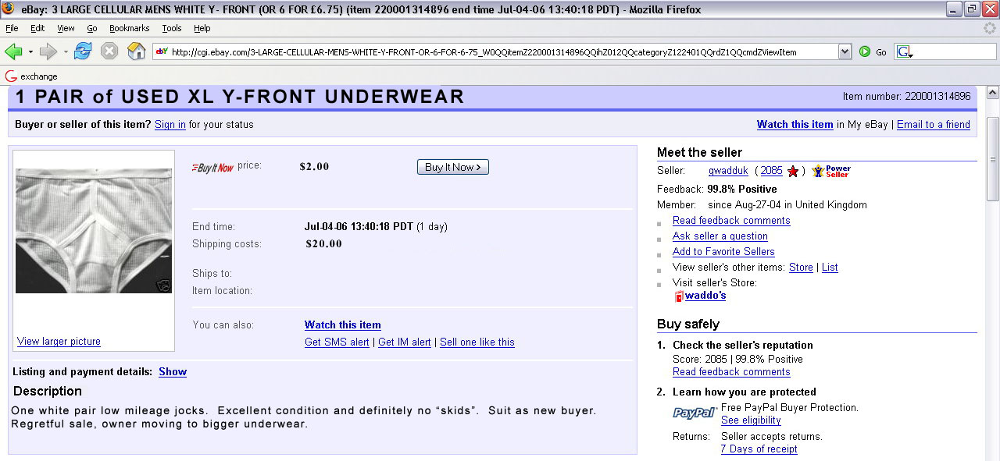 eBay: 3 LARGE CELLULAR MENS WHITE Y- FRONT (OR 6 FOR £6.75) (item 220001314896 end time Jul-04-06 13:40:18 PDT) - Mozilla Firefox
File Edit View Go Bookmarks Tools Help
http://cgi.ebay.com/3-LARGE-CELLULAR-MENS-WHITE-Y-FRONT-OR-6-FOR-6-75_W0QQitemZ220001314896QQihZ012QQcategoryZ122401QQrdZ1QQcmdZViewItem Go
exchange
1 PAIR of USED XL Y-FRONT UNDERWEAR Item number: 220001314896
Buyer or seller of this item? Sign in for your status Watch this item in My eBay | Email to a friend
View larger picture
Buy It Now price: $2.00 Buy It Now >
End time: Jul-04-06 13:40:18 PDT (1 day)
Shipping costs: $20.00
Ships to:
Item location:
You can also: Watch this item
Get SMS alert | Get IM alert | Sell one like this
Listing and payment details: Show
Description
One white pair low mileage jocks. Excellent condition and definitely no “skids”. Suit as new buyer.
Regretful sale, owner moving to bigger underwear.
Meet the seller
Seller: gwadduk ( 2085 ) Power Seller
Feedback: 99.8% Positive
Member: since Aug-27-04 in United Kingdom
Read feedback comments
Ask seller a question
Add to Favorite Sellers
View seller's other items: Store | List
Visit seller's Store:
waddo's
Buy safely
1. Check the seller's reputation
Score: 2085 | 99.8% Positive
Read feedback comments
2. Learn how you are protected
PayPal Free PayPal Buyer Protection.
See eligibility
Returns: Seller accepts returns.
7 Days of receipt